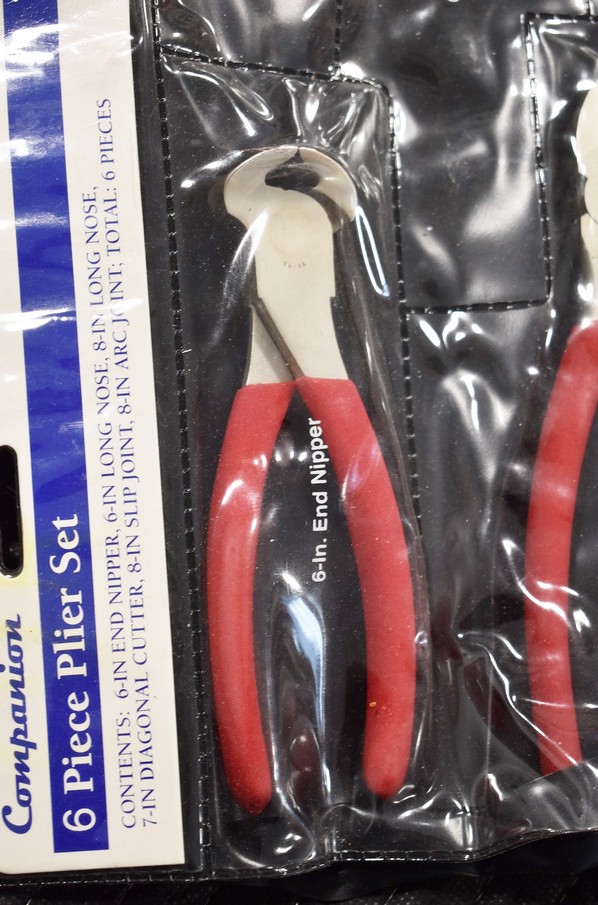 Companion
6 Piece Plier Set
CONTENTS: 6-IN END NIPPER, 6-IN LONG NOSE, 8-IN LONG NOSE,
7-IN DIAGONAL CUTTER, 8-IN SLIP JOINT, 8-IN ARC JOINT; TOTAL: 6 PIECES
6-In. End Nipper